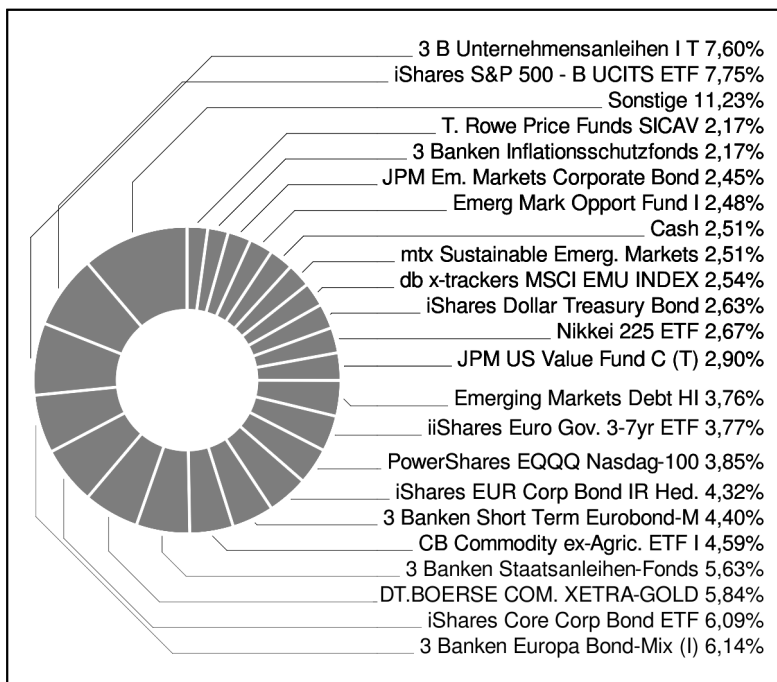 3 B Unternehmensanleihen I T 7,60%
iShares S&P 500 - B UCITS ETF 7,75%
Sonstige 11,23%
T. Rowe Price Funds SICAV 2,17%
3 Banken Inflationsschutzfonds 2,17%
JPM Em. Markets Corporate Bond 2,45%
Emerg Mark Opport Fund I 2,48%
Cash 2,51%
mtx Sustainable Emerg. Markets 2,51%
db x-trackers MSCI EMU INDEX 2,54%
iShares Dollar Treasury Bond 2,63%
Nikkei 225 ETF 2,67%
JPM US Value Fund C (T) 2,90%
Emerging Markets Debt HI 3,76%
iiShares Euro Gov. 3-7yr ETF 3,77%
PowerShares EQQQ Nasdag-100 3,85%
iShares EUR Corp Bond IR Hed. 4,32%
3 Banken Short Term Eurobond-M 4,40%
CB Commodity ex-Agric. ETF I 4,59%
3 Banken Staatsanleihen-Fonds 5,63%
DT.BOERSE COM. XETRA-GOLD 5,84%
iShares Core Corp Bond ETF 6,09%
3 Banken Europa Bond-Mix (I) 6,14%